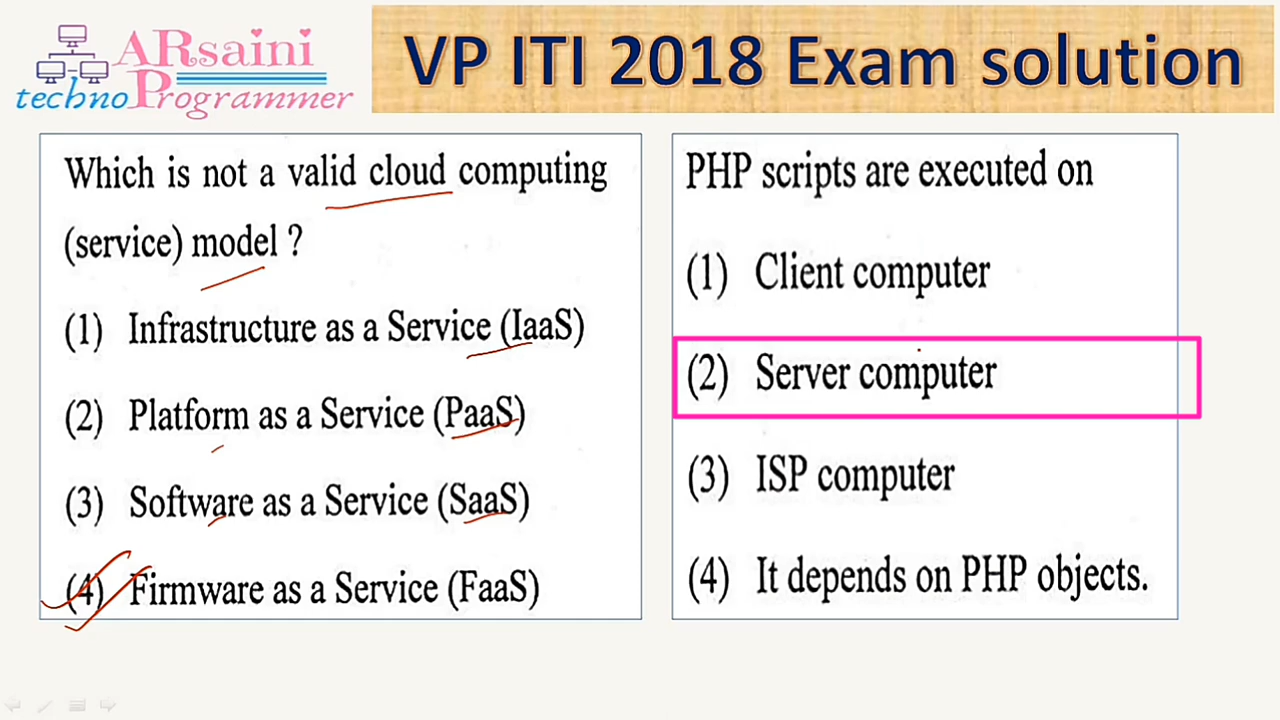 ARsaini
techno Programmer
VP ITI 2018 Exam solution
Which is not a valid cloud computing
(service) model ?
(1) Infrastructure as a Service (IaaS)
(2) Platform as a Service (PaaS)
(3) Software as a Service (SaaS)
(4) Firmware as a Service (FaaS)
PHP scripts are executed on
(1) Client computer
(2) Server computer
(3) ISP computer
(4) It depends on PHP objects.